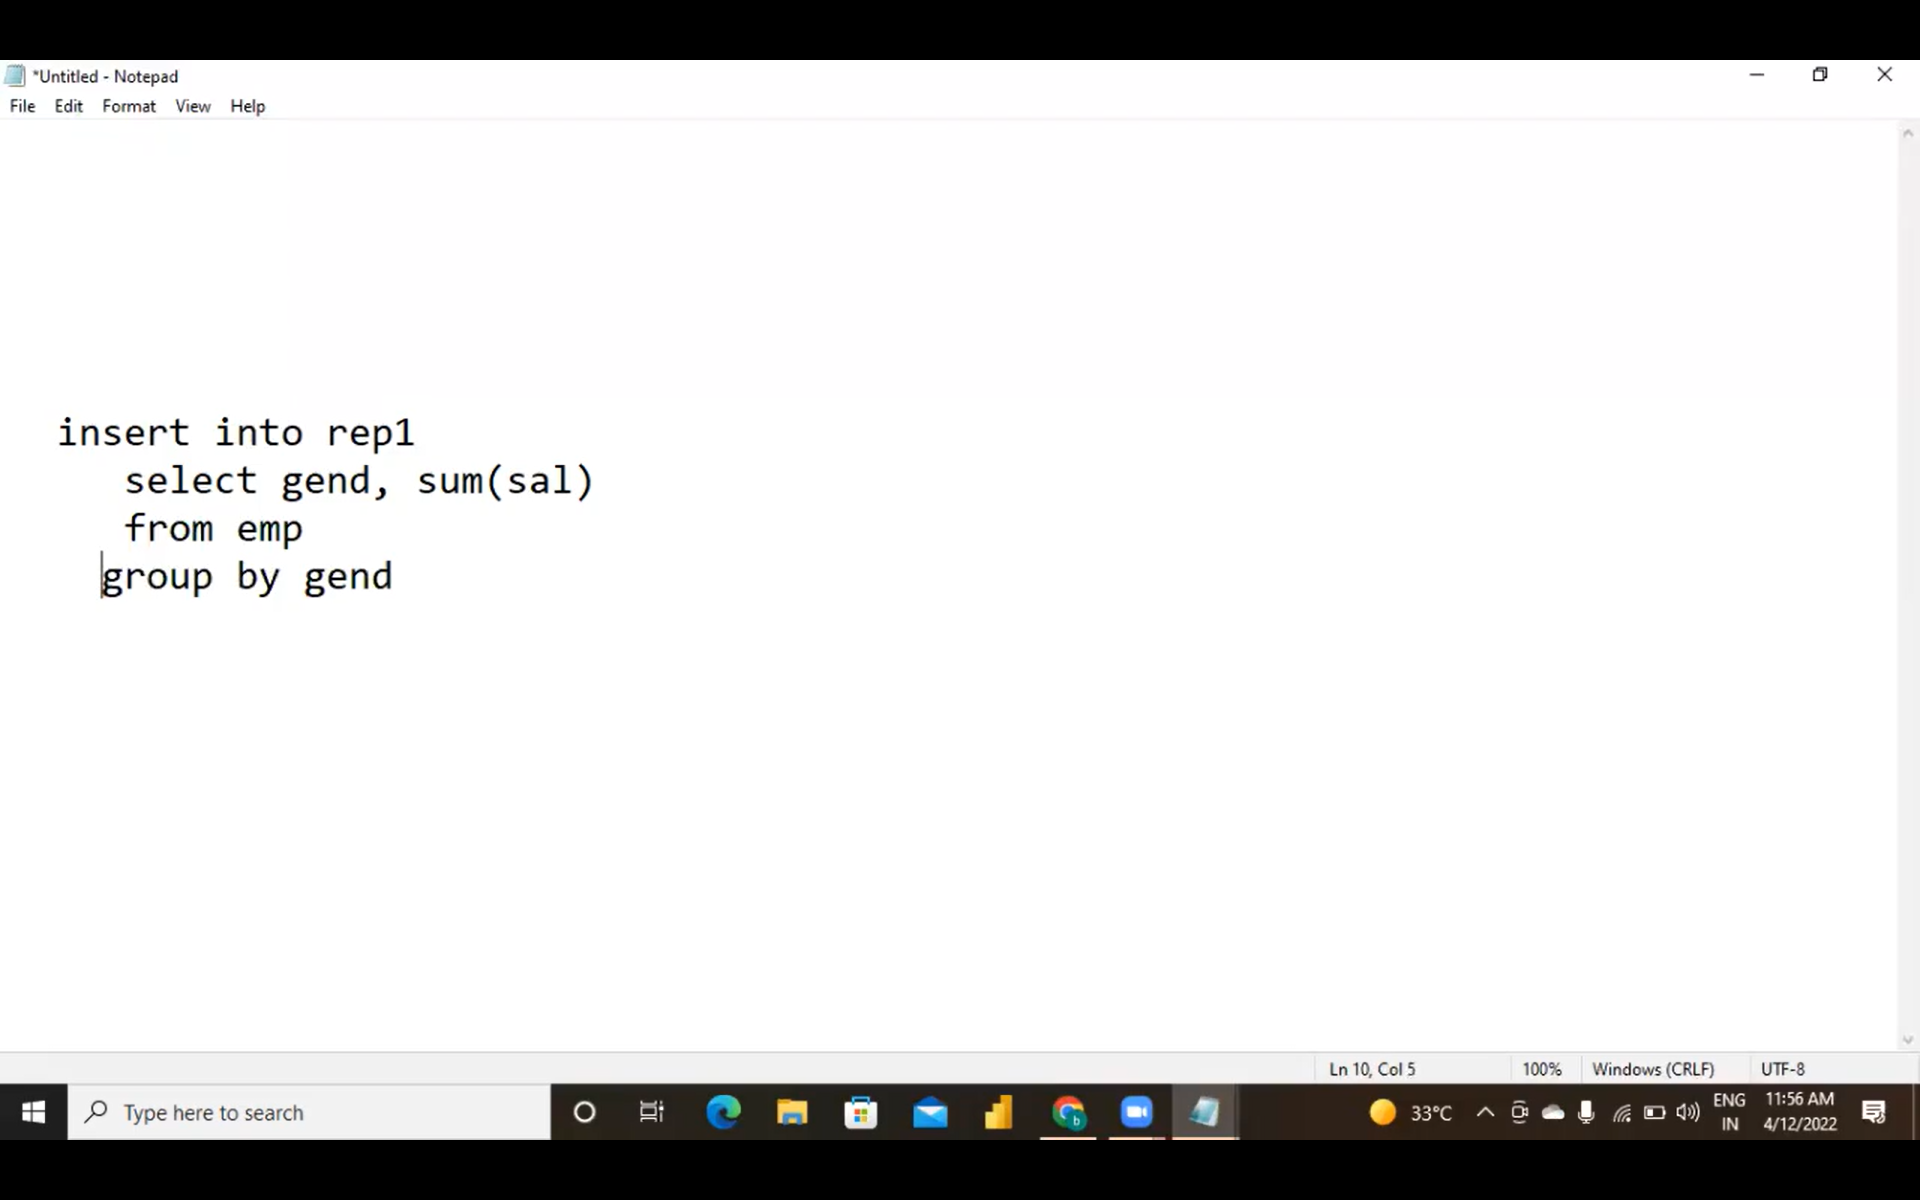 *Untitled - Notepad
File Edit Format View Help
insert into rep1
select gend, sum(sal)
from emp
group by gend
Ln 10, Col 5 100% Windows (CRLF) UTF-8
Type here to search
33°C
ENG
IN
11:56 AM
4/12/2022